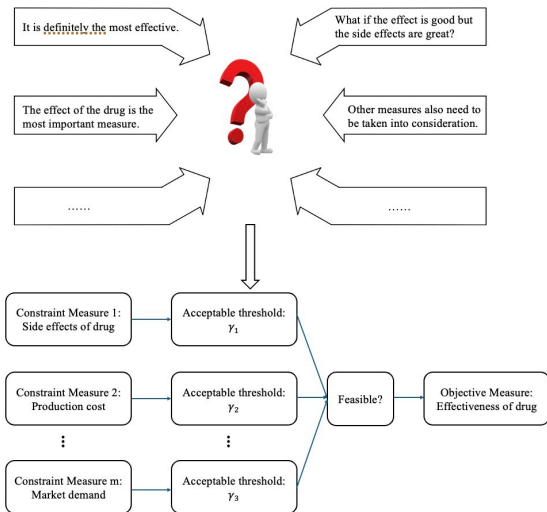 It is definitely the most effective.
What if the effect is good but
the side effects are great?
The effect of the drug is the
most important measure.
Other measures also need to
be taken into consideration.
……
……
Constraint Measure 1:
Side effects of drug
Acceptable threshold:
γ₁
Constraint Measure 2:
Production cost
Acceptable threshold:
γ₂
Feasible?
Objective Measure:
Effectiveness of drug
Constraint Measure m:
Market demand
Acceptable threshold:
γ₃